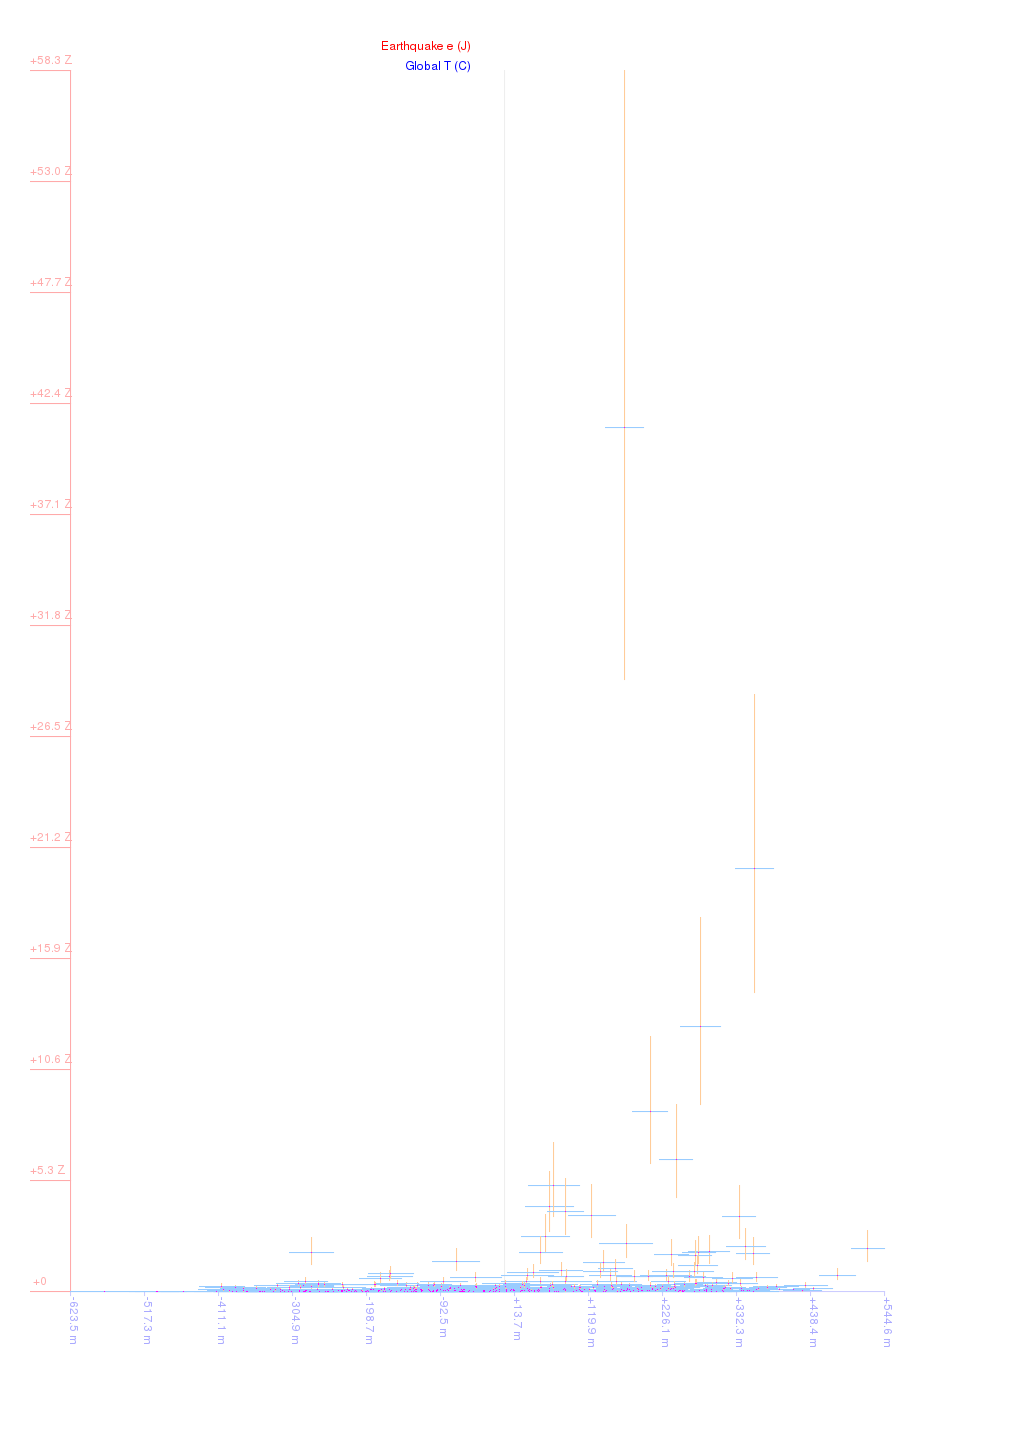 Earthquake e (J)
Global T (C)
+58.3 Z
+53.0 Z
+47.7 Z
+42.4 Z
+37.1 Z
+31.8 Z
+26.5 Z
+21.2 Z
+15.9 Z
+10.6 Z
+5.3 Z
+0
-623.5 m
-517.3 m
-411.1 m
-304.9 m
-198.7 m
-92.5 m
+13.7 m
+119.9 m
+226.1 m
+332.3 m
+438.4 m
+544.6 m